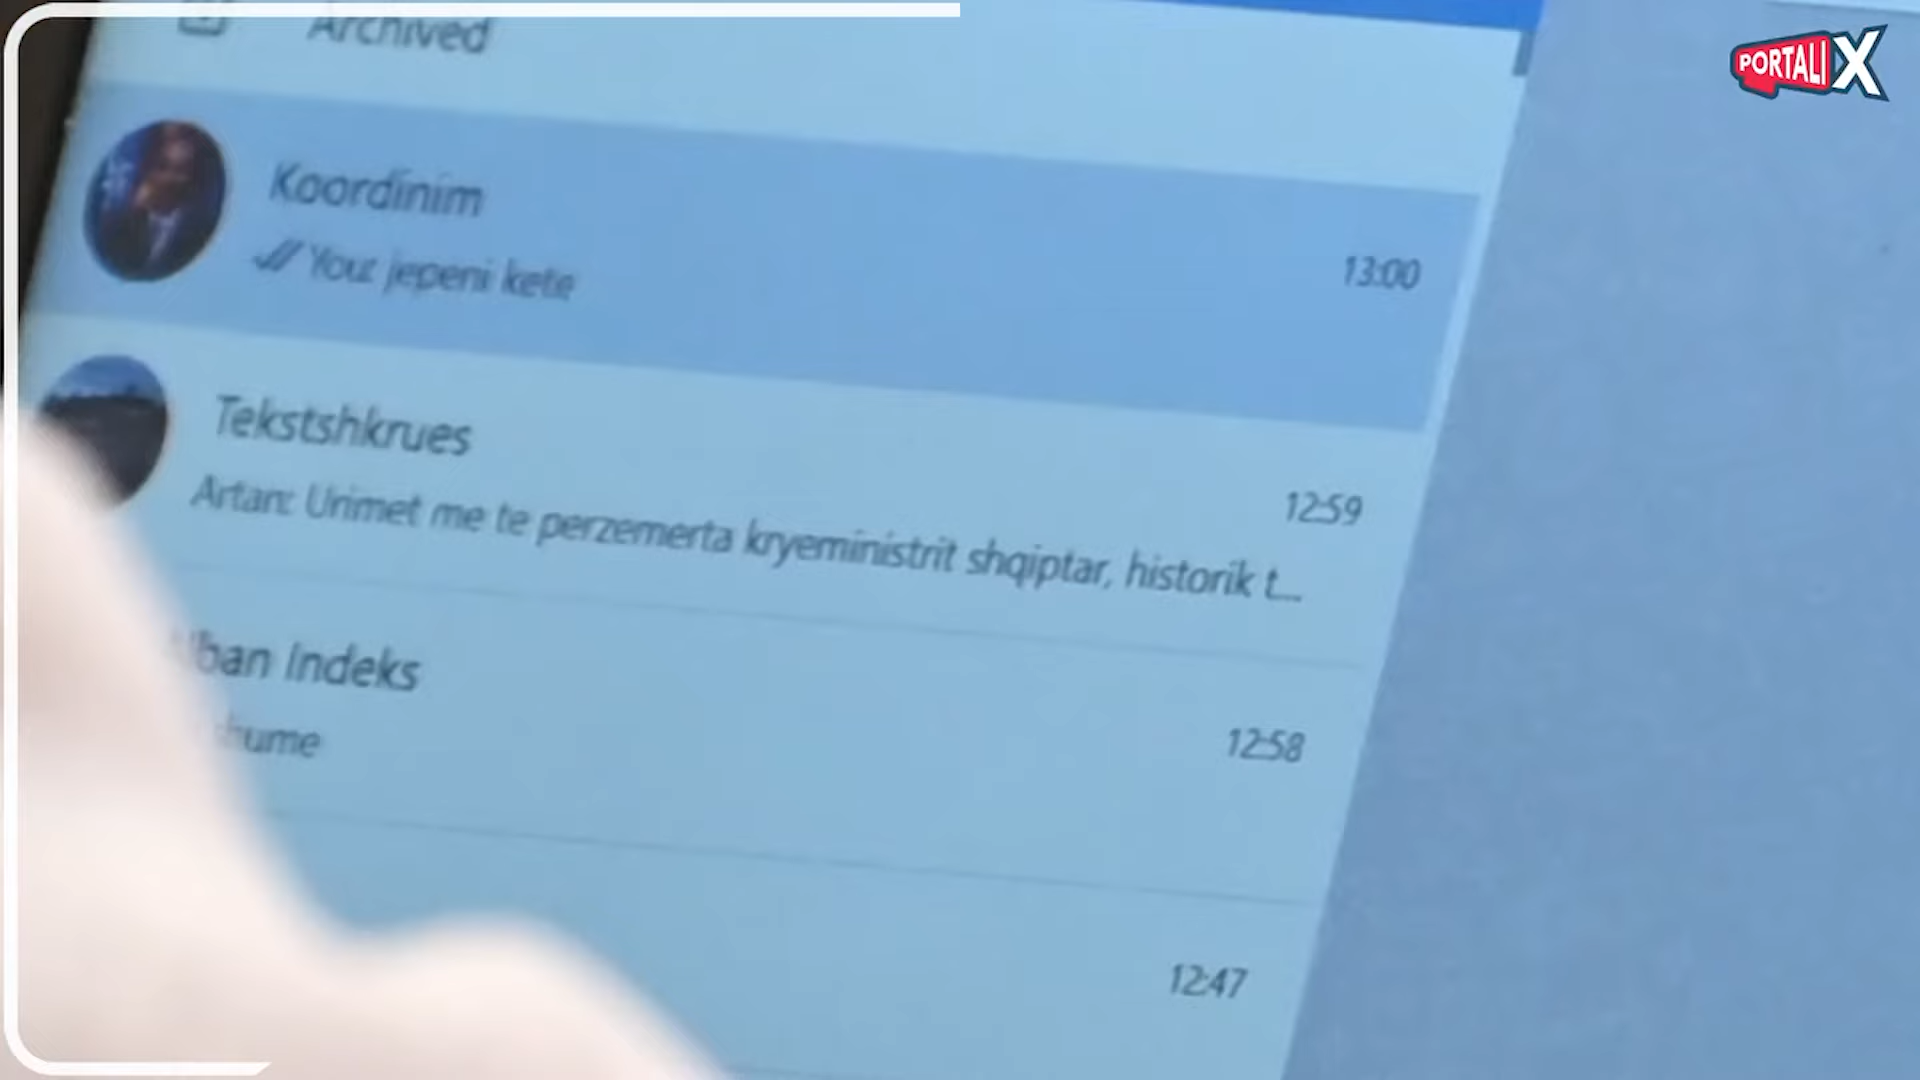 PORTALI X
Archived
Koordinim
You: jepeni kete
13:00
Tekstshkrues
12:59
Artan: Urimet me te perzemerta kryeministrit shqiptar, historik t...
Indeks
12:58
12:47